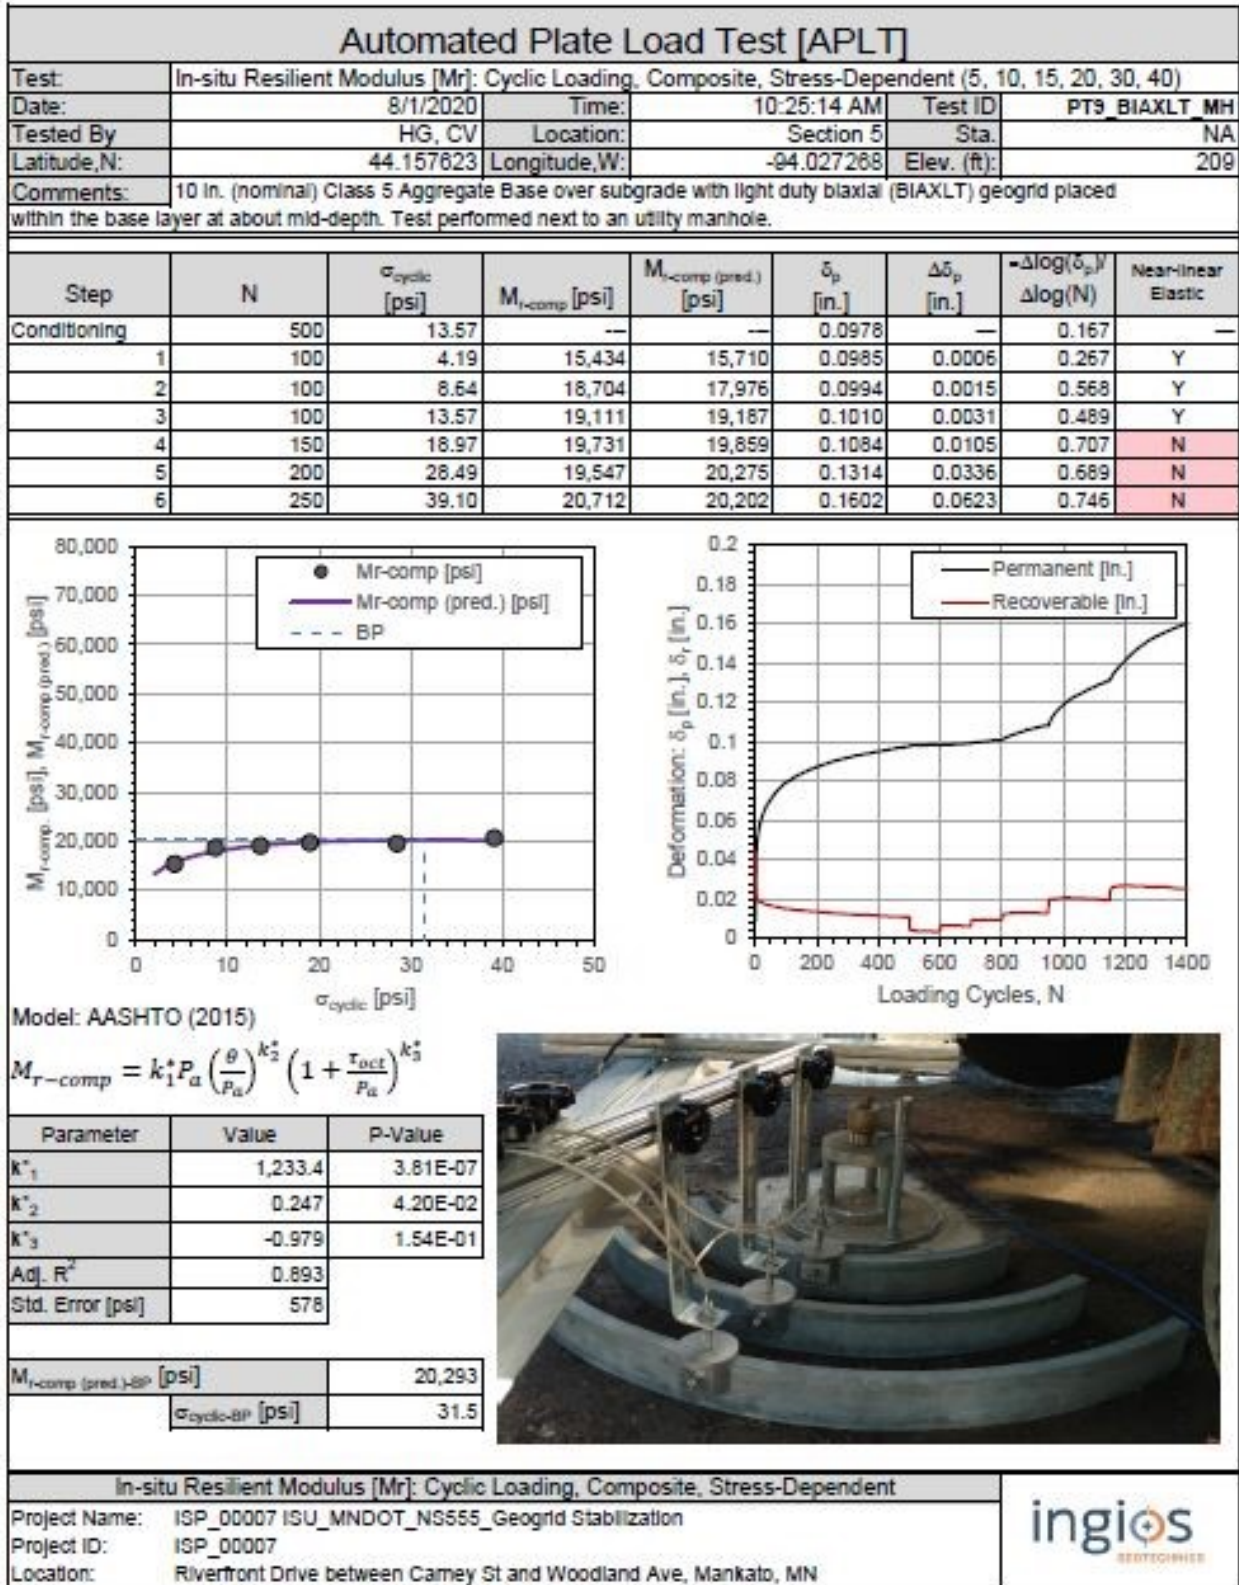 Automated Plate Load Test [APLT]
Test: In-situ Resilient Modulus [Mr]: Cyclic Loading, Composite, Stress-Dependent (5, 10, 15, 20, 30, 40)
Date: 8/1/2020 Time: 10:25:14 AM Test ID PT9_BIAXLT_MH
Tested By HG, CV Location: Section 5 Sta. NA
Latitude,N: 44.157623 Longitude,W: -94.027268 Elev. (ft): 209
Comments: 10 in. (nominal) Class 5 Aggregate Base over subgrade with light duty biaxial (BIAXLT) geogrid placed
within the base layer at about mid-depth. Test performed next to an utility manhole.
Step N σcyclic [psi] Mr-comp [psi] Mr-comp (pred.) [psi] δp [in.] Δδp [in.] -Δlog(δp)/Δlog(N) Near-linear Elastic
Conditioning 500 13.57 --- --- 0.0978 --- 0.167 ---
1 100 4.19 15,434 15,710 0.0985 0.0006 0.267 Y
2 100 8.64 18,704 17,976 0.0994 0.0015 0.568 Y
3 100 13.57 19,111 19,187 0.1010 0.0031 0.489 Y
4 150 18.97 19,731 19,859 0.1084 0.0105 0.707 N
5 200 28.49 19,547 20,275 0.1314 0.0336 0.689 N
6 250 39.10 20,712 20,202 0.1602 0.0623 0.746 N
Mr-comp. [psi], Mr-comp (pred.) [psi]
80,000
70,000
60,000
50,000
40,000
30,000
20,000
10,000
0
Mr-comp [psi]
Mr-comp (pred.) [psi]
BP
0 10 20 30 40 50
σcyclic [psi]
Deformation: δp [in.], δr [in.]
0.2
0.18
0.16
0.14
0.12
0.1
0.08
0.06
0.04
0.02
0
Permanent [in.]
Recoverable [in.]
0 200 400 600 800 1000 1200 1400
Loading Cycles, N
Model: AASHTO (2015)
Mr-comp = k*1 Pa (θ/Pa)^k*2 (1 + τoct/Pa)^k*3
Parameter Value P-Value
k*1 1,233.4 3.81E-07
k*2 0.247 4.20E-02
k*3 -0.979 1.54E-01
Adj. R2 0.893
Std. Error [psi] 578
Mr-comp (pred.)-BP [psi] 20,293
σcyclic-BP [psi] 31.5
In-situ Resilient Modulus [Mr]: Cyclic Loading, Composite, Stress-Dependent
Project Name: ISP_00007 ISU_MNDOT_NS555_Geogrid Stabilization
Project ID: ISP_00007
Location: Riverfront Drive between Carney St and Woodland Ave, Mankato, MN
ingios
GEOTECHNICS